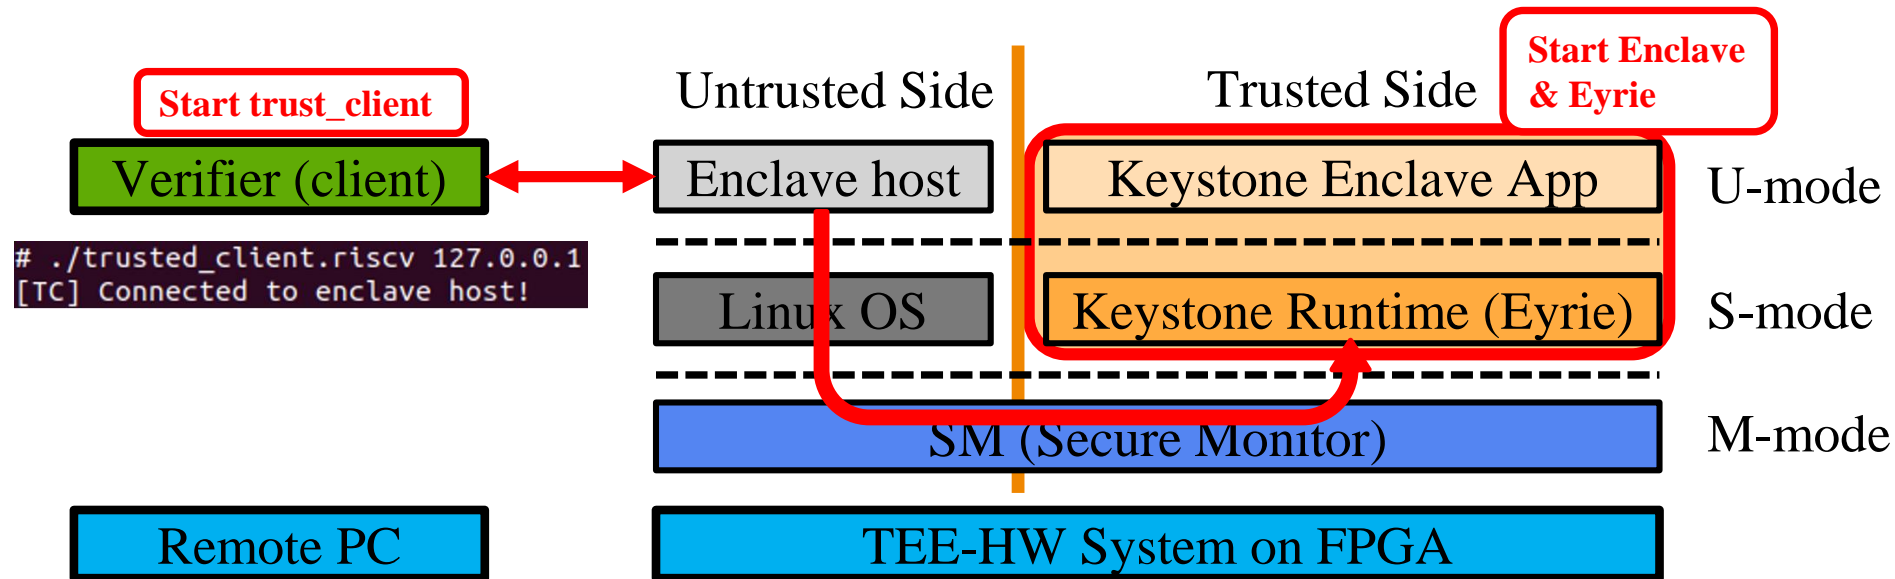 Start trust_client
Untrusted Side
Trusted Side
Start Enclave
& Eyrie
Verifier (client)
Enclave host
Keystone Enclave App
U-mode
# ./trusted_client.riscv 127.0.0.1
[TC] Connected to enclave host!
Linux OS
Keystone Runtime (Eyrie)
S-mode
SM (Secure Monitor)
M-mode
Remote PC
TEE-HW System on FPGA